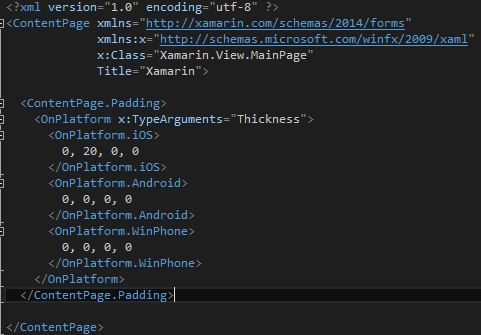 <?xml version="1.0" encoding="utf-8" ?>
<ContentPage xmlns="http://xamarin.com/schemas/2014/forms"
xmlns:x="http://schemas.microsoft.com/winfx/2009/xaml"
x:Class="Xamarin.View.MainPage"
Title="Xamarin">
<ContentPage.Padding>
<OnPlatform x:TypeArguments="Thickness">
<OnPlatform.iOS>
0, 20, 0, 0
</OnPlatform.iOS>
<OnPlatform.Android>
0, 0, 0, 0
</OnPlatform.Android>
<OnPlatform.WinPhone>
0, 0, 0, 0
</OnPlatform.WinPhone>
</OnPlatform>
</ContentPage.Padding>
</ContentPage>